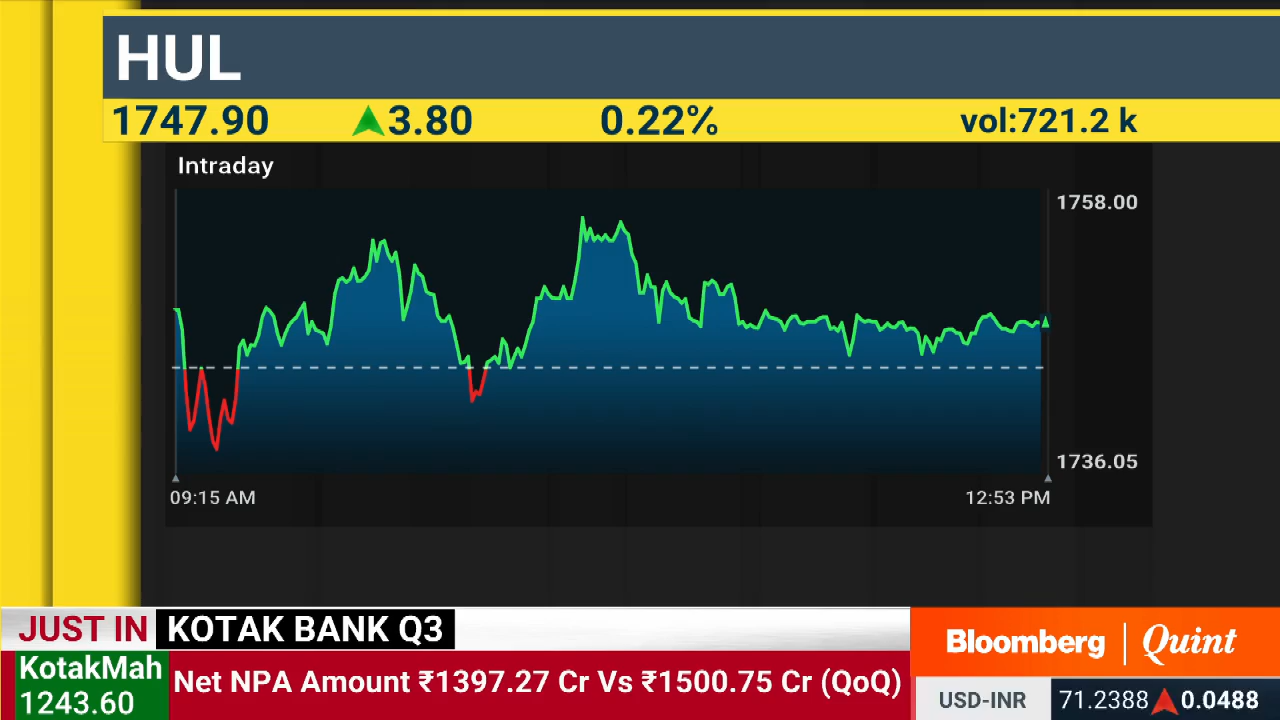 HUL
1747.90 3.80 0.22% vol:721.2 k
Intraday
1758.00
1736.05
09:15 AM 12:53 PM
JUST IN KOTAK BANK Q3
KotakMah
1243.60
Net NPA Amount ₹1397.27 Cr Vs ₹1500.75 Cr (QoQ)
Bloomberg | Quint
USD-INR 71.2388 0.0488